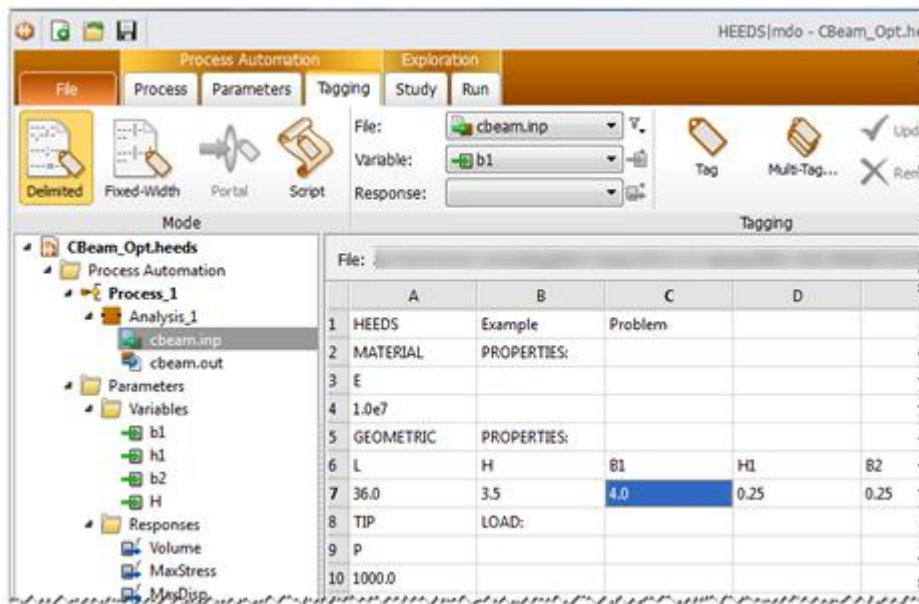 HEEDS|mdo - CBeam_Opt.he
Process Automation Exploration
File Process Parameters Tagging Study Run
Delimited Fixed-Width Portal Script
File: cbeam.inp
Variable: b1
Response:
Tag Multi-Tag...
Mode Tagging
CBeam_Opt.heeds
Process Automation
Process_1
Analysis_1
cbeam.inp
cbeam.out
Parameters
Variables
b1
h1
b2
H
Responses
Volume
MaxStress
MaxDisp
File:
A B C D
1 HEEDS Example Problem
2 MATERIAL PROPERTIES:
3 E
4 1.0e7
5 GEOMETRIC PROPERTIES:
6 L H B1 H1 B2
7 36.0 3.5 4.0 0.25 0.25
8 TIP LOAD:
9 P
10 1000.0